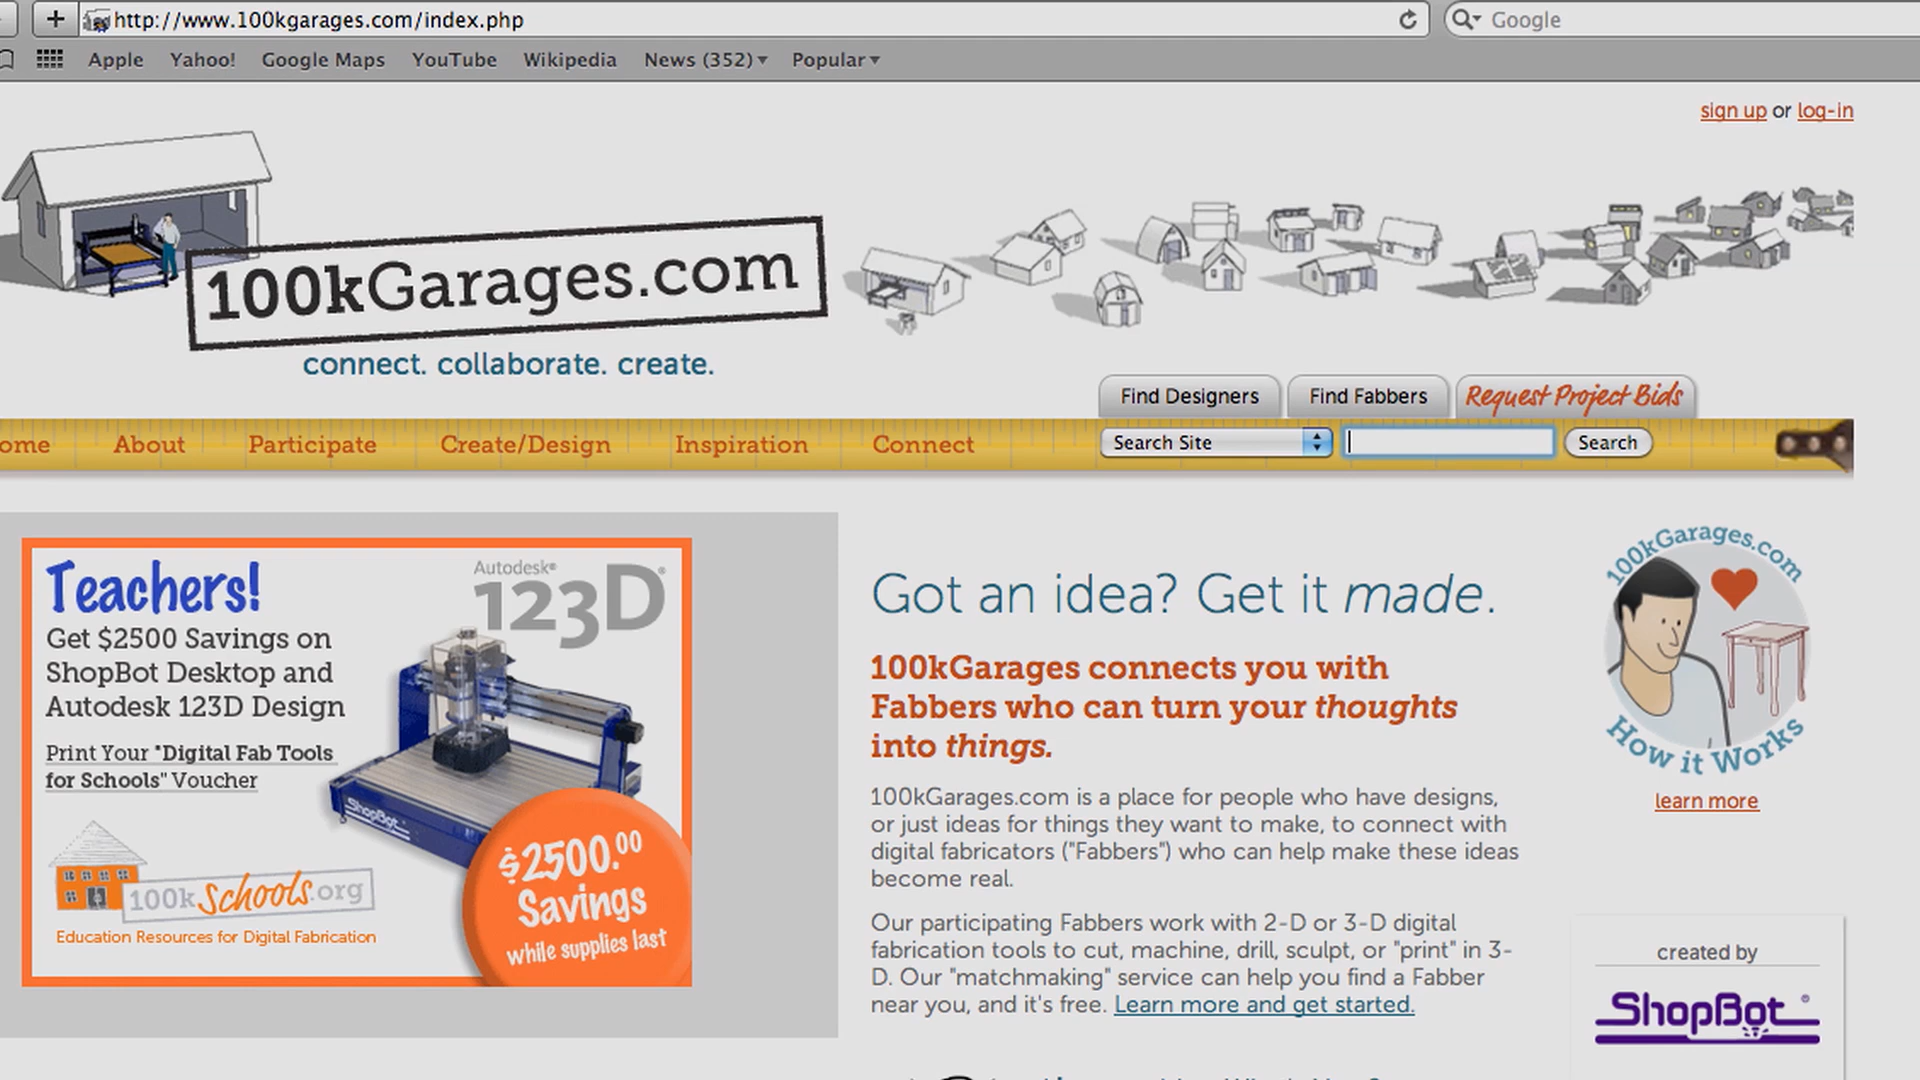 http://www.100kgarages.com/index.php
Google
Apple Yahoo! Google Maps YouTube Wikipedia News (352) Popular
sign up or log-in
100kGarages.com
connect. collaborate. create.
Find Designers Find Fabbers Request Project Bids
ome About Participate Create/Design Inspiration Connect Search Site Search
Teachers!
Get $2500 Savings on
ShopBot Desktop and
Autodesk 123D Design
Print Your "Digital Fab Tools
for Schools" Voucher
Autodesk®
123D®
ShopBot
100kSchools.org
Education Resources for Digital Fabrication
$2500.00
Savings
while supplies last
Got an idea? Get it made.
100kGarages connects you with
Fabbers who can turn your thoughts
into things.
100kGarages.com is a place for people who have designs,
or just ideas for things they want to make, to connect with
digital fabricators ("Fabbers") who can help make these ideas
become real.
Our participating Fabbers work with 2-D or 3-D digital
fabrication tools to cut, machine, drill, sculpt, or "print" in 3-
D. Our "matchmaking" service can help you find a Fabber
near you, and it's free. Learn more and get started.
100kGarages.com
How it Works
learn more
created by
ShopBot®